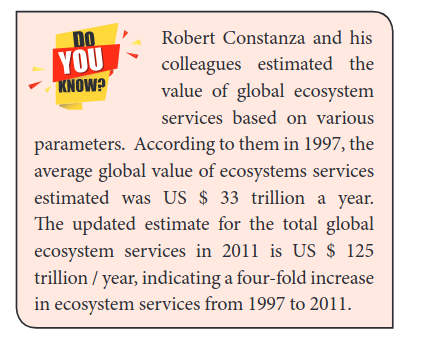 DO
YOU
KNOW?
Robert Constanza and his
colleagues estimated the
value of global ecosystem
services based on various
parameters. According to them in 1997, the
average global value of ecosystems services
estimated was US $ 33 trillion a year.
The updated estimate for the total global
ecosystem services in 2011 is US $ 125
trillion / year, indicating a four-fold increase
in ecosystem services from 1997 to 2011.